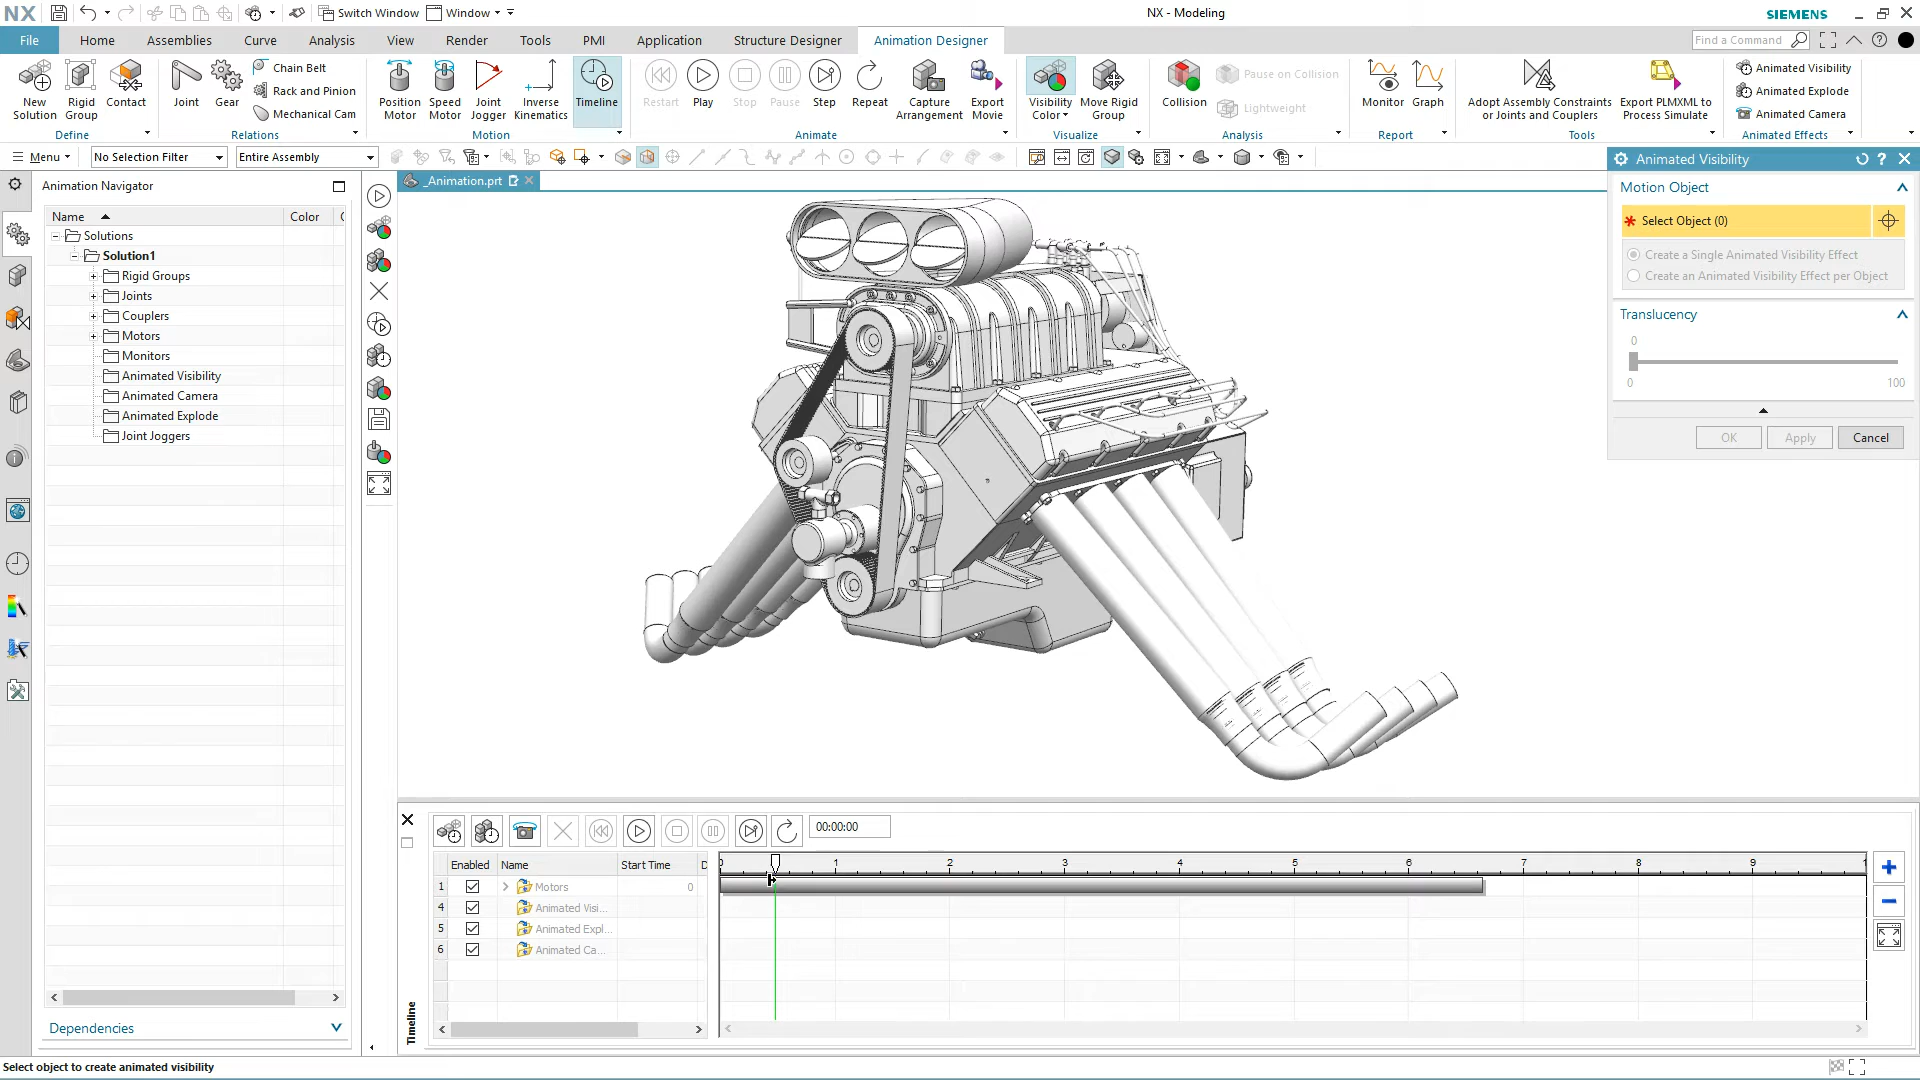 NX
Switch Window
Window
NX - Modeling
SIEMENS
File
Home
Assemblies
Curve
Analysis
View
Render
Tools
PMI
Application
Structure Designer
Animation Designer
Find a Command
New Solution
Rigid Group
Contact
Define
Joint
Gear
Chain Belt
Rack and Pinion
Mechanical Cam
Relations
Position Motor
Speed Motor
Joint Jogger
Inverse Kinematics
Timeline
Motion
Restart
Play
Stop
Pause
Step
Repeat
Capture Arrangement
Export Movie
Animate
Visibility Color
Move Rigid Group
Visualize
Collision
Pause on Collision
Lightweight
Analysis
Monitor
Graph
Report
Adopt Assembly Constraints or Joints and Couplers
Export PLMXML to Process Simulate
Tools
Animated Visibility
Animated Explode
Animated Camera
Animated Effects
Menu
No Selection Filter
Entire Assembly
Animation Navigator
Name
Color
Solutions
Solution1
Rigid Groups
Joints
Couplers
Motors
Monitors
Animated Visibility
Animated Camera
Animated Explode
Joint Joggers
Dependencies
_Animation.prt
Animated Visibility
Motion Object
* Select Object (0)
Create a Single Animated Visibility Effect
Create an Animated Visibility Effect per Object
Translucency
0
0 100
OK
Apply
Cancel
00:00:00
Timeline
Enabled
Name
Start Time
D
0 1 2 3 4 5 6 7 8 9 1
1 Motors 0
4 Animated Visi...
5 Animated Expl...
6 Animated Ca...
Select object to create animated visibility